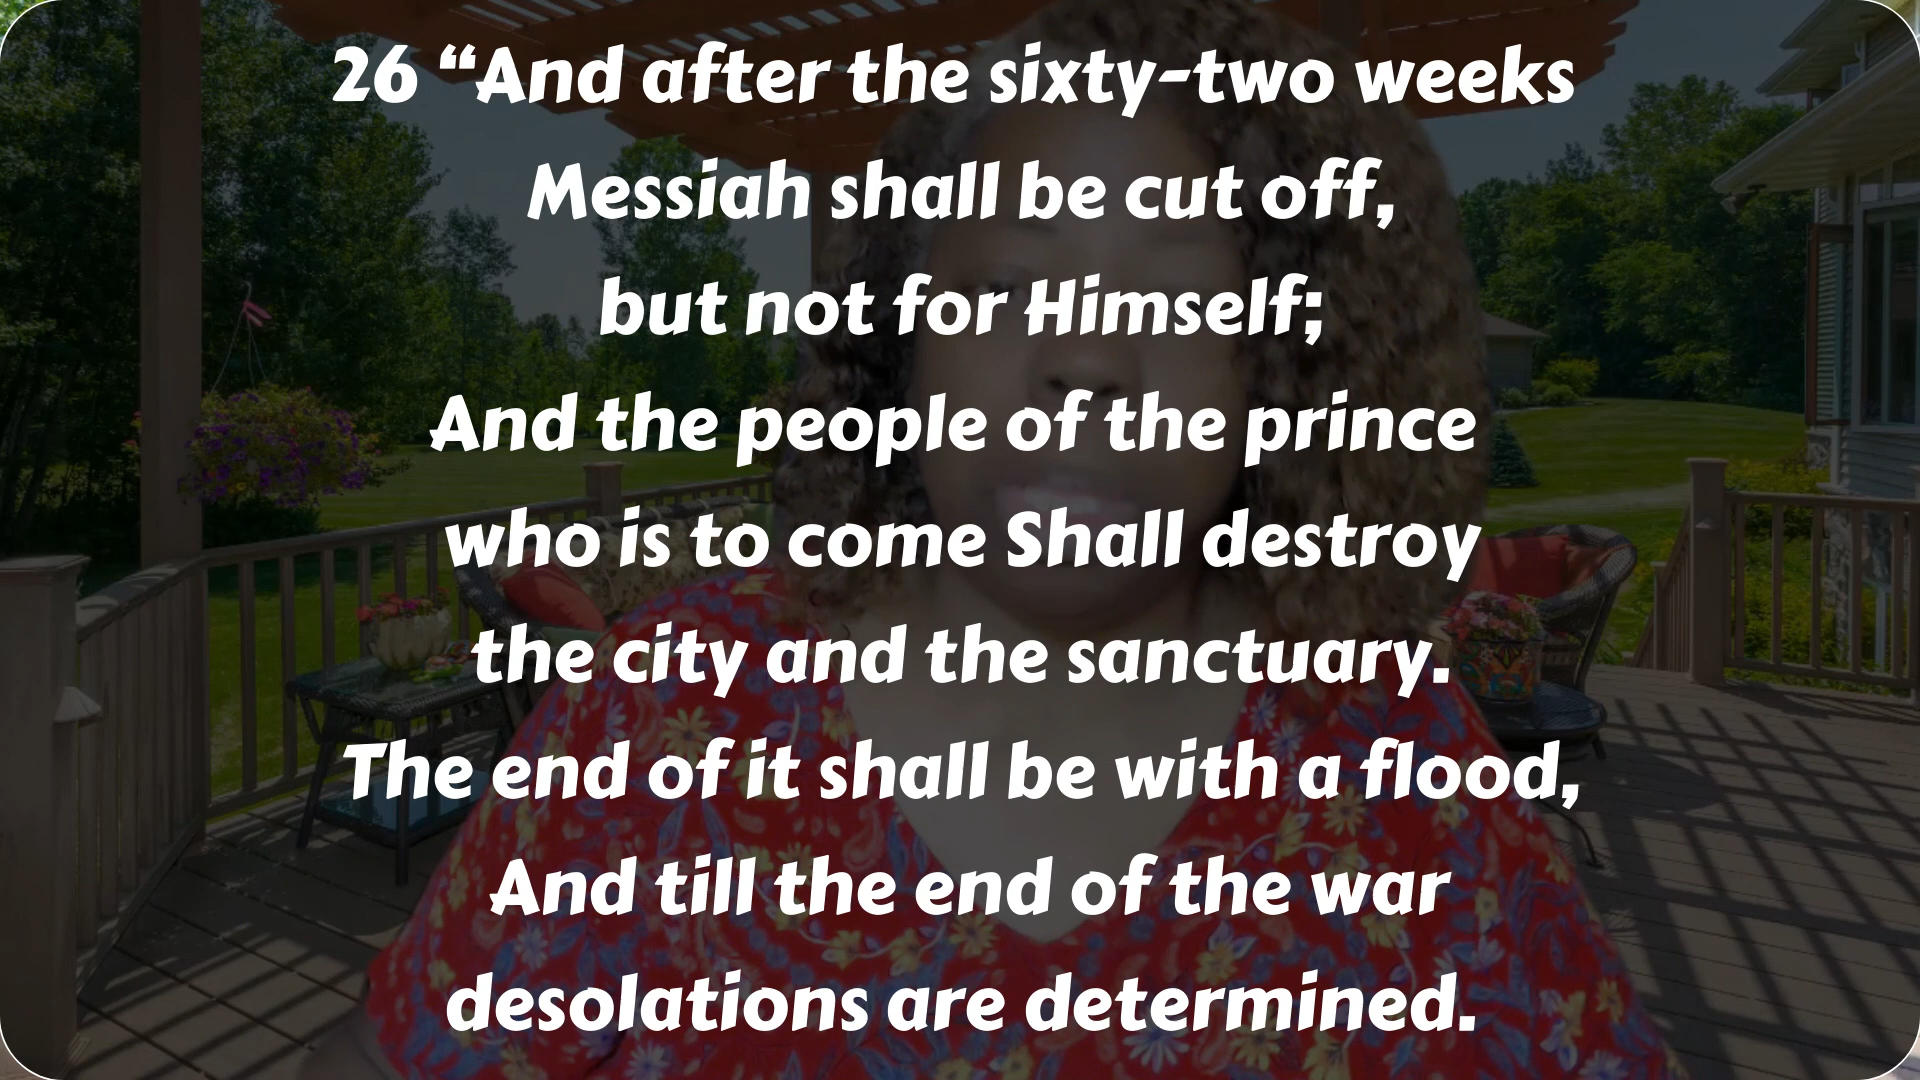 26 “And after the sixty-two weeks
Messiah shall be cut off,
but not for Himself;
And the people of the prince
who is to come Shall destroy
the city and the sanctuary.
The end of it shall be with a flood,
And till the end of the war
desolations are determined.